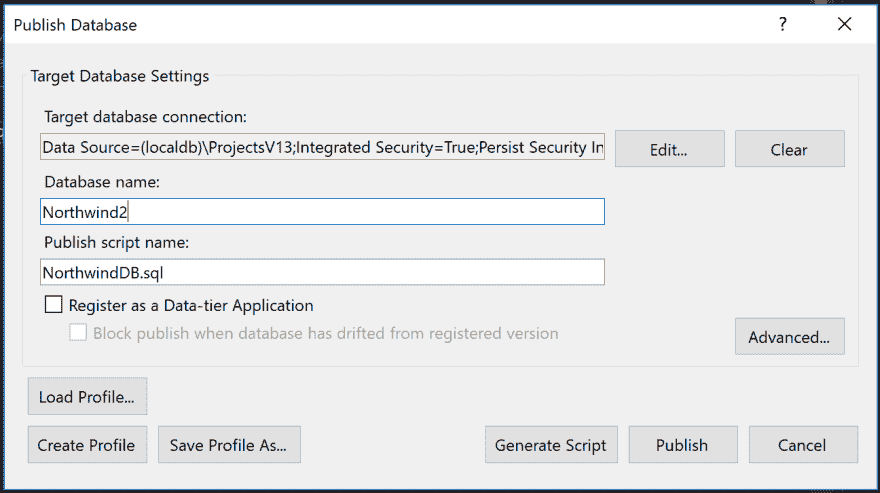 Publish Database
?
Target Database Settings
Target database connection:
Data Source=(localdb)\ProjectsV13;Integrated Security=True;Persist Security In
Edit...
Clear
Database name:
Northwind2
Publish script name:
NorthwindDB.sql
Register as a Data-tier Application
Block publish when database has drifted from registered version
Advanced...
Load Profile...
Create Profile
Save Profile As...
Generate Script
Publish
Cancel